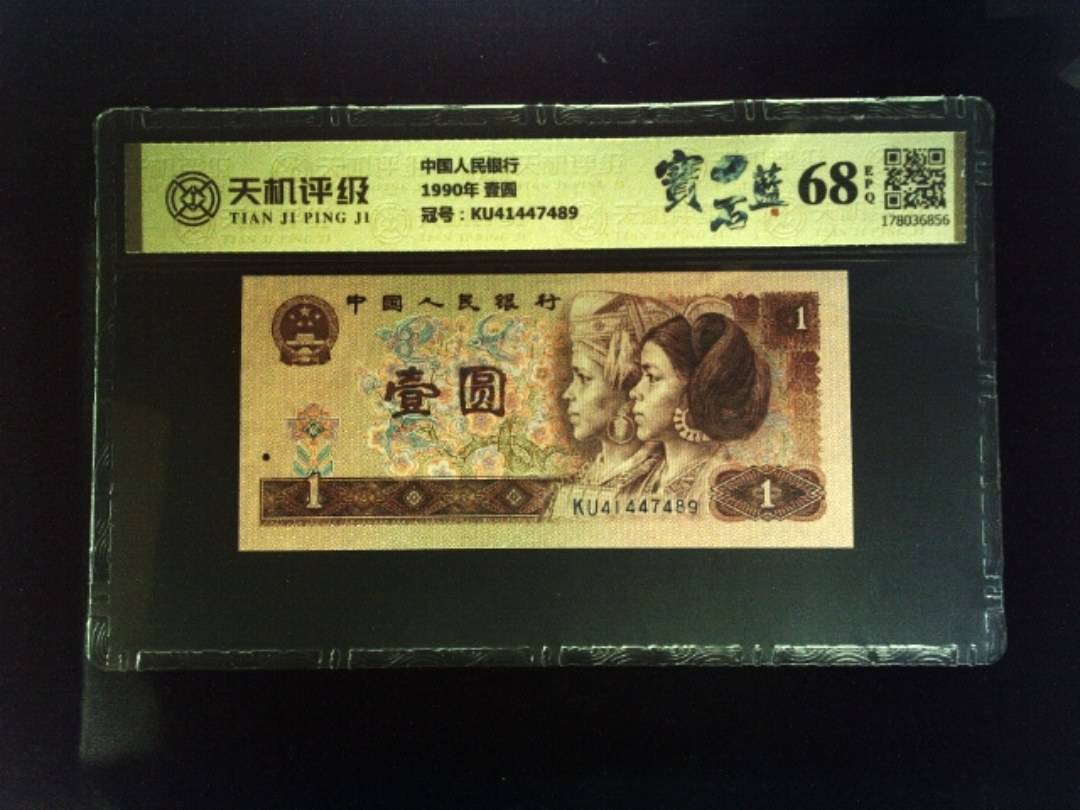 天机评级
TIAN JI PING JI
中国人民银行
1990年 壹圆
冠号：KU41447489
寶石蓝
68
EPQ
178036856
中国人民银行
1
壹圆
1
KU41447489
1